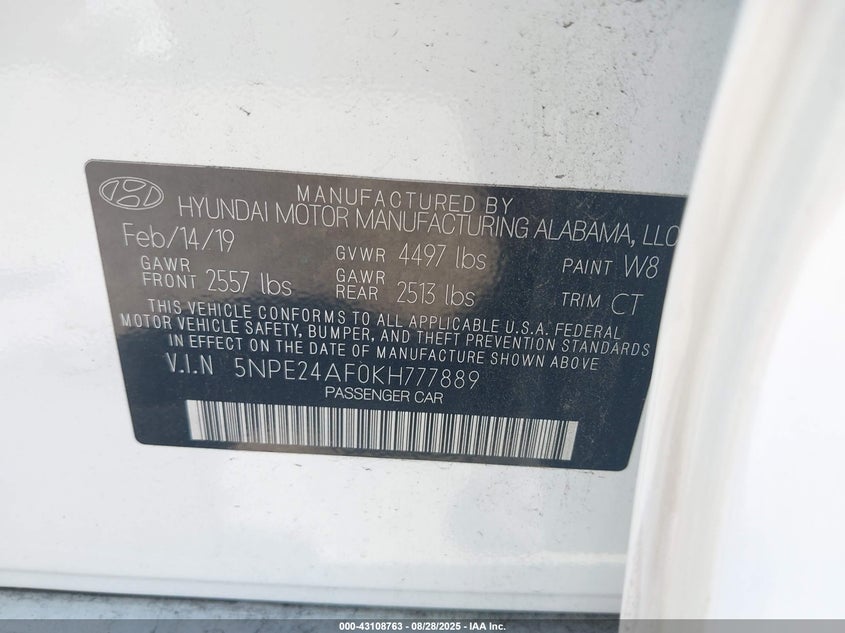 MANUFACTURED BY
HYUNDAI MOTOR MANUFACTURING ALABAMA, LLC
Feb/14/19 GVWR 4497 lbs PAINT W8
GAWR FRONT 2557 lbs GAWR REAR 2513 lbs TRIM CT
THIS VEHICLE CONFORMS TO ALL APPLICABLE U.S.A. FEDERAL
MOTOR VEHICLE SAFETY, BUMPER, AND THEFT PREVENTION STANDARDS
IN EFFECT ON THE DATE OF MANUFACTURE SHOWN ABOVE
V.I.N 5NPE24AF0KH777889
PASSENGER CAR
000-43108763 - 08/28/2025 - IAA Inc.